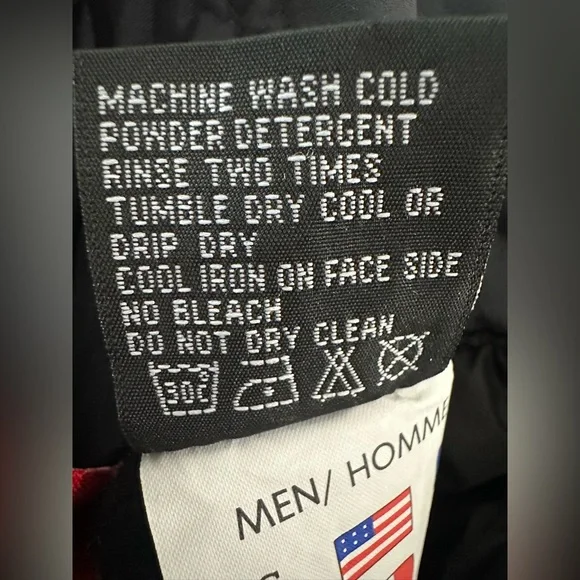 MACHINE WASH COLD
POWDER DETERGENT
RINSE TWO TIMES
TUMBLE DRY COOL OR
DRIP DRY
COOL IRON ON FACE SIDE
NO BLEACH
DO NOT DRY CLEAN
30°
MEN/ HOMME